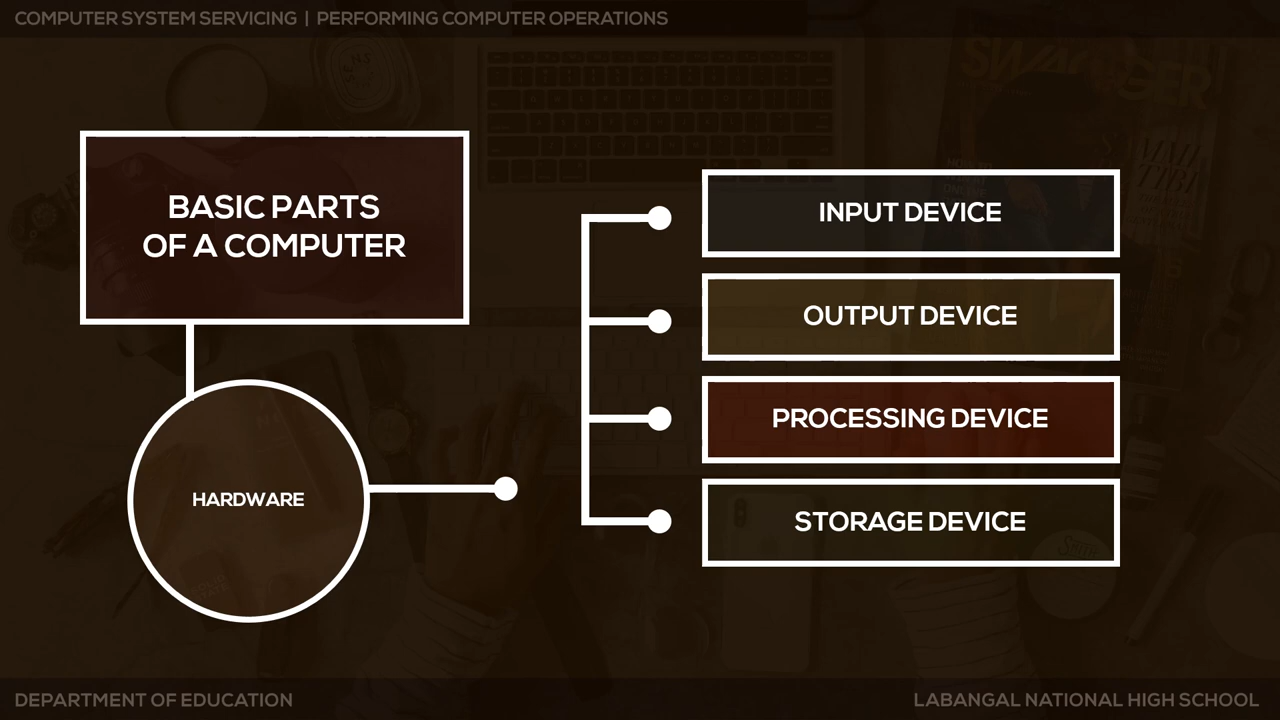 COMPUTER SYSTEM SERVICING | PERFORMING COMPUTER OPERATIONS
BASIC PARTS
OF A COMPUTER
HARDWARE
INPUT DEVICE
OUTPUT DEVICE
PROCESSING DEVICE
STORAGE DEVICE
DEPARTMENT OF EDUCATION
LABANGAL NATIONAL HIGH SCHOOL